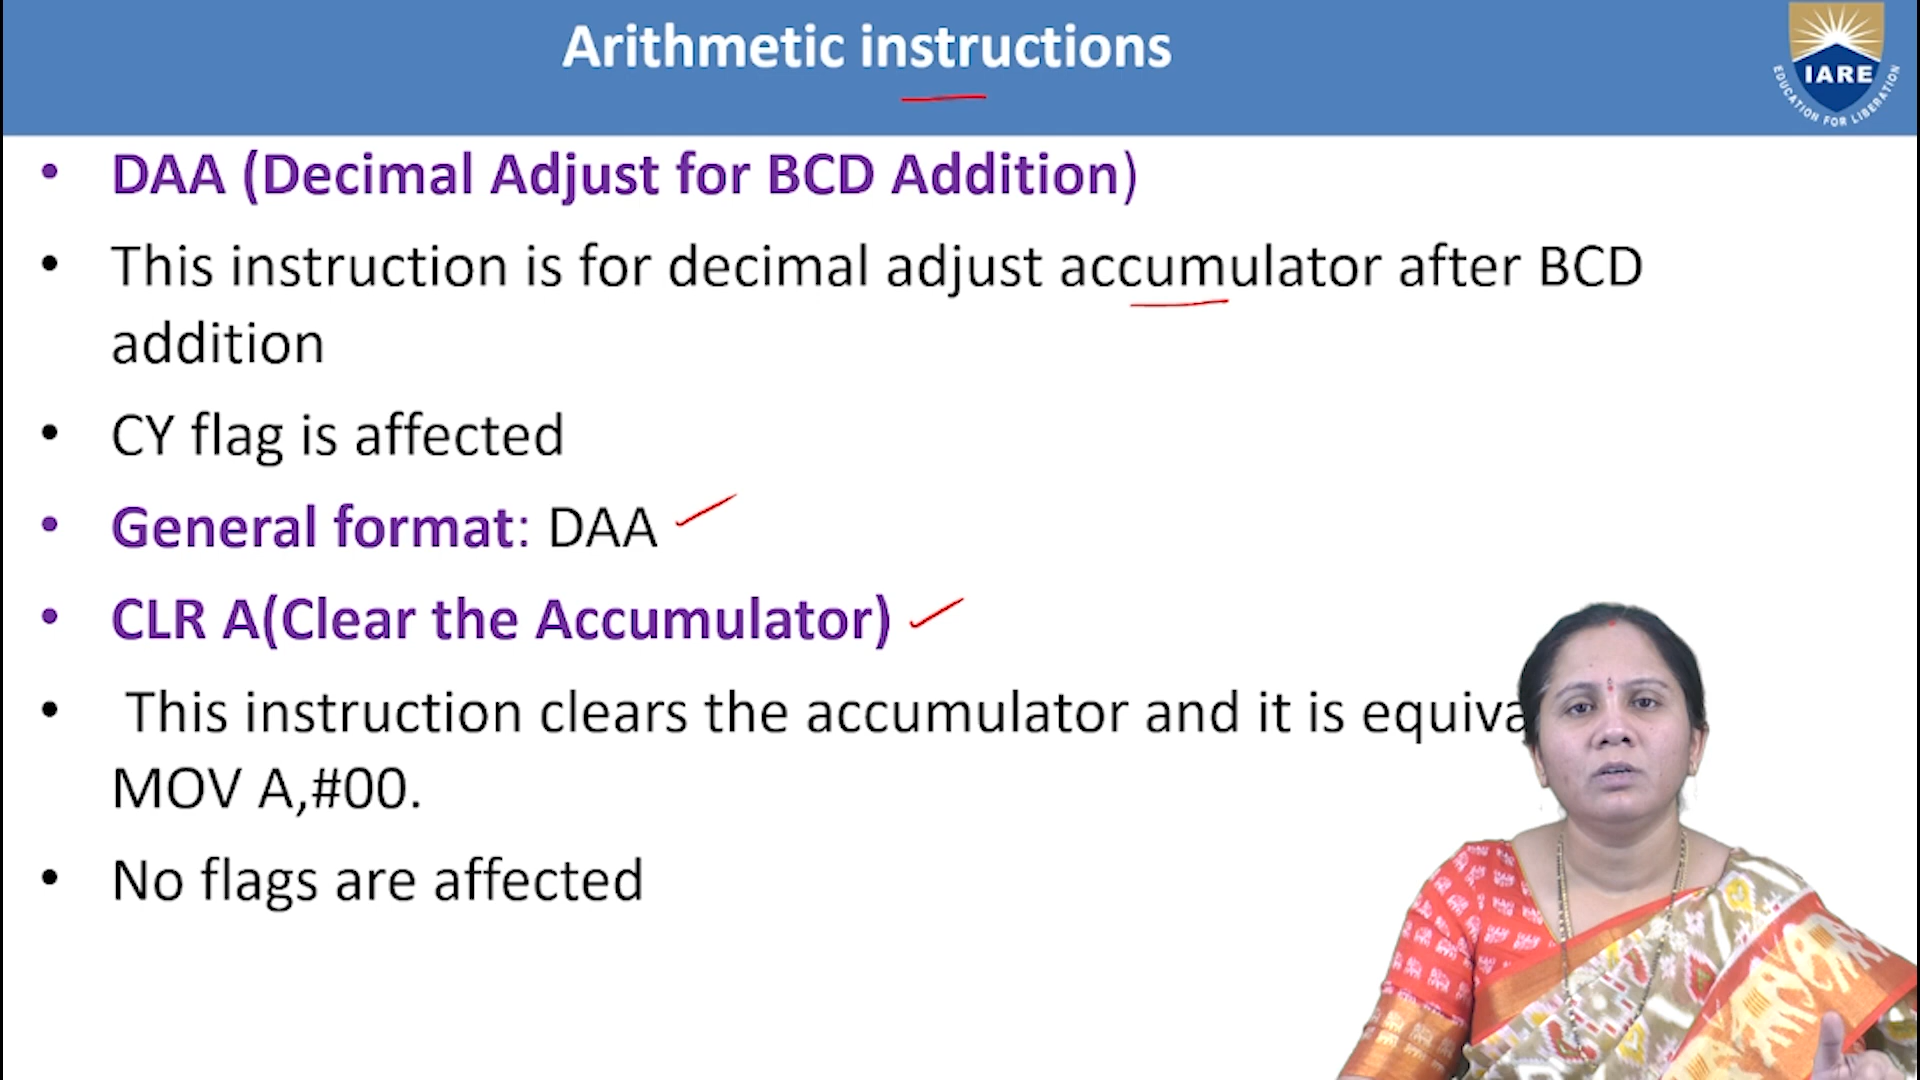 Arithmetic instructions
IARE
EDUCATION FOR LIBERATION
• DAA (Decimal Adjust for BCD Addition)
• This instruction is for decimal adjust accumulator after BCD
addition
• CY flag is affected
• General format: DAA
• CLR A(Clear the Accumulator)
• This instruction clears the accumulator and it is equiva
MOV A,#00.
• No flags are affected